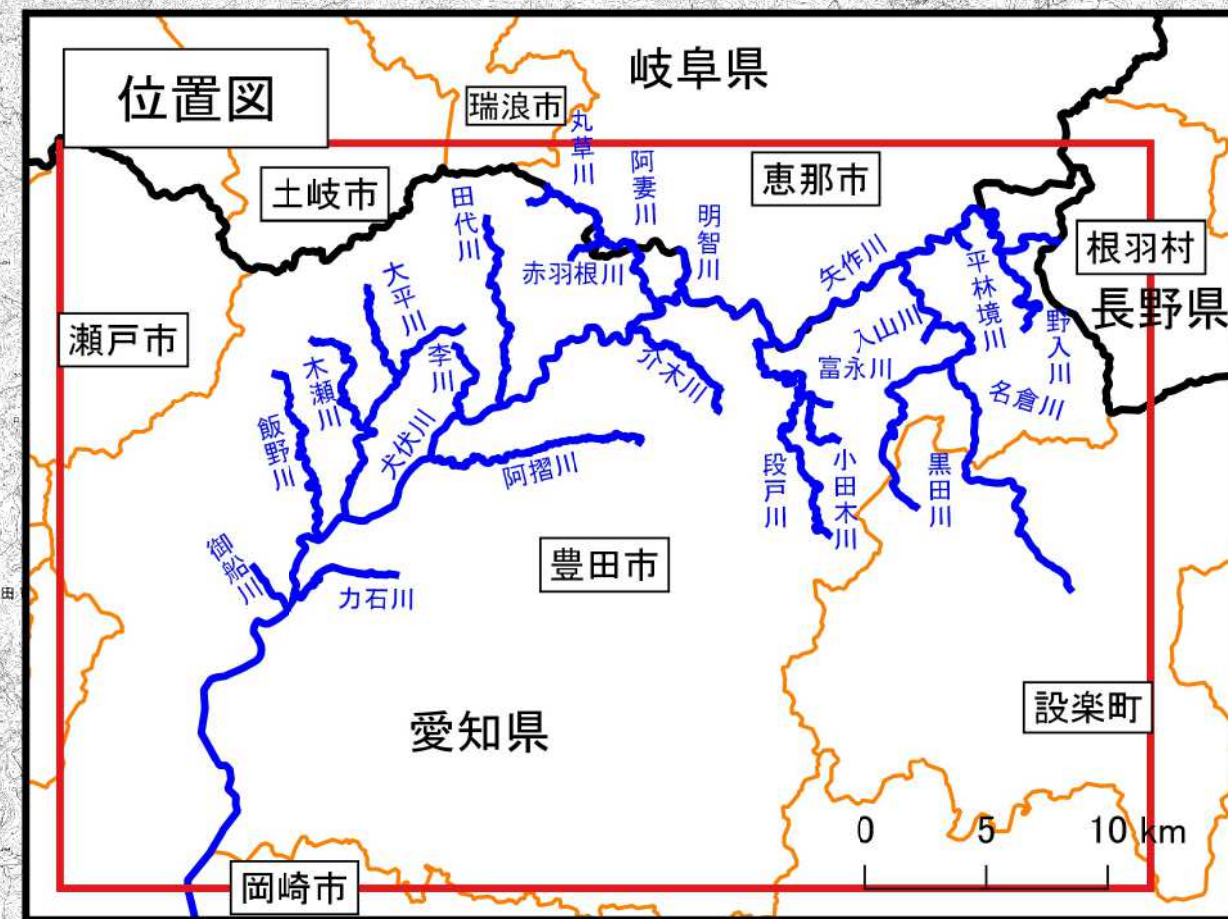 位置図
岐阜県
瑞浪市
丸草川
阿妻川
恵那市
土岐市
田代川
明智川
矢作川
平林境川
根羽村
長野県
赤羽根川
大平川
瀬戸市
木瀬川
李川
介木川
入山川
富永川
野入川
名倉川
飯野川
犬伏川
阿摺川
段戸川
小田木川
黒田川
御船川
力石川
豊田市
設楽町
愛知県
0 5 10 km
岡崎市
田